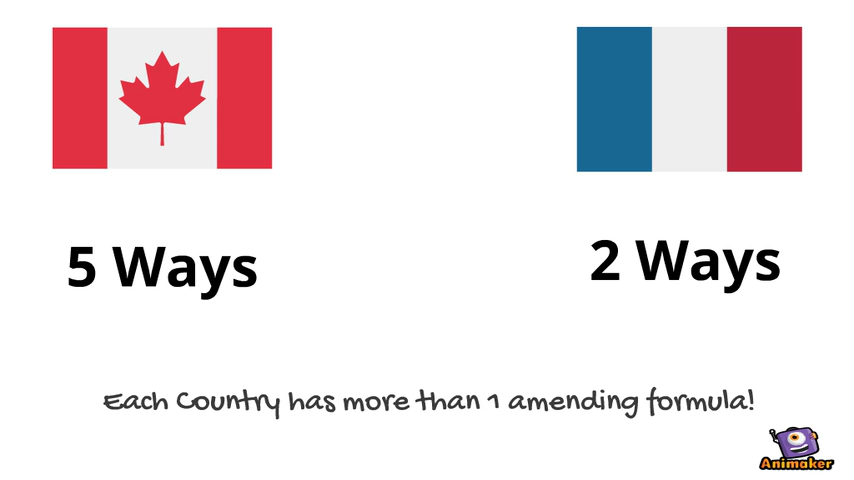 5 Ways
2 Ways
Each Country has more than 1 amending formula!
Animaker